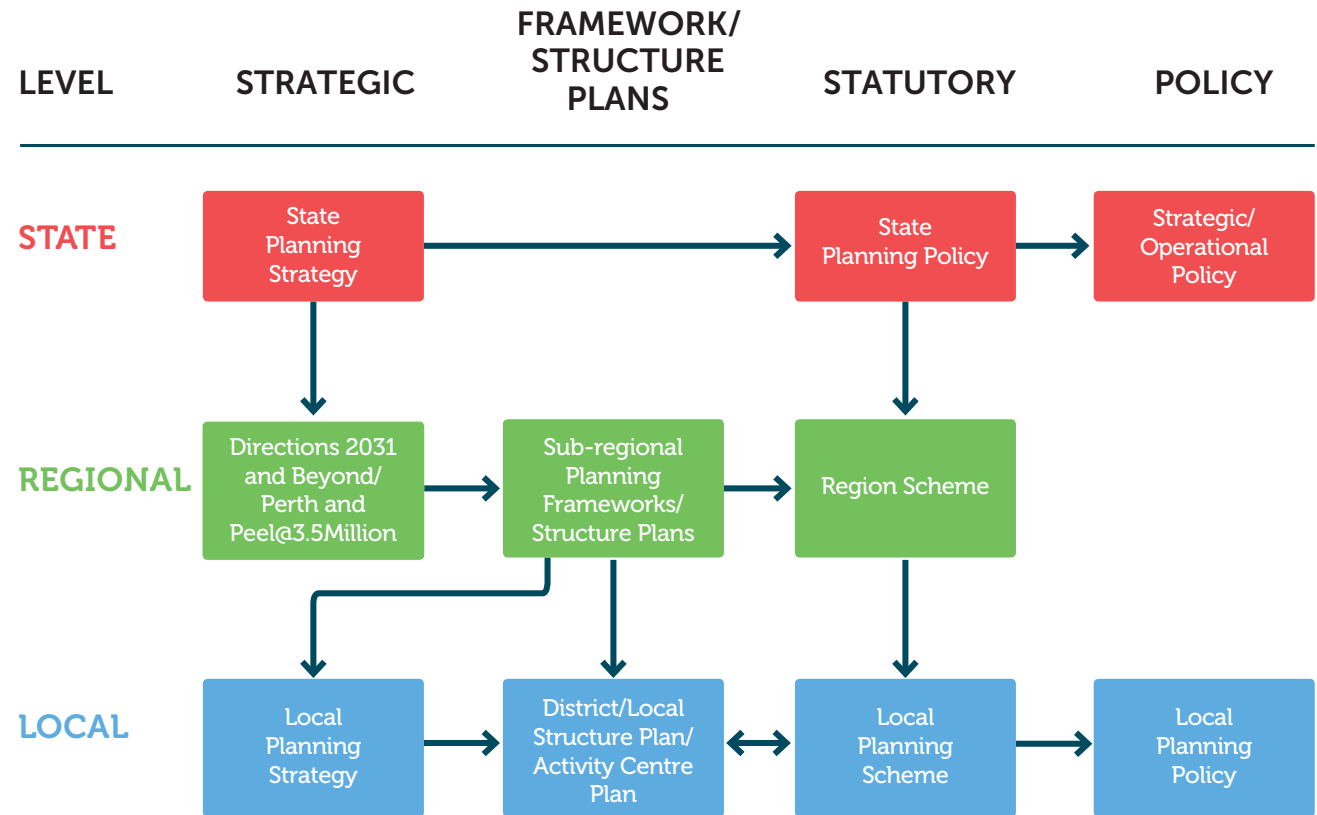 LEVEL
STRATEGIC
FRAMEWORK/
STRUCTURE
PLANS
STATUTORY
POLICY
STATE
State
Planning
Strategy
State
Planning Policy
Strategic/
Operational
Policy
REGIONAL
Directions 2031
and Beyond/
Perth and
Peel@3.5Million
Sub-regional
Planning
Frameworks/
Structure Plans
Region Scheme
LOCAL
Local
Planning
Strategy
District/Local
Structure Plan/
Activity Centre
Plan
Local
Planning
Scheme
Local
Planning
Policy